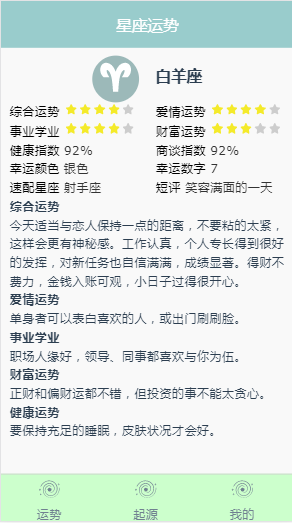 星座运势
白羊座
综合运势 爱情运势
事业学业 财富运势
健康指数 92% 商谈指数 92%
幸运颜色 银色 幸运数字 7
速配星座 射手座 短评 笑容满面的一天
综合运势
今天适当与恋人保持一点的距离，不要粘的太紧，
这样会更有神秘感。工作认真，个人专长得到很好
的发挥，对新任务也自信满满，成绩显著。得财不
费力，金钱入账可观，小日子过得很开心。
爱情运势
单身者可以表白喜欢的人，或出门刷刷脸。
事业学业
职场人缘好，领导、同事都喜欢与你为伍。
财富运势
正财和偏财运都不错，但投资的事不能太贪心。
健康运势
要保持充足的睡眠，皮肤状况才会好。
运势 起源 我的